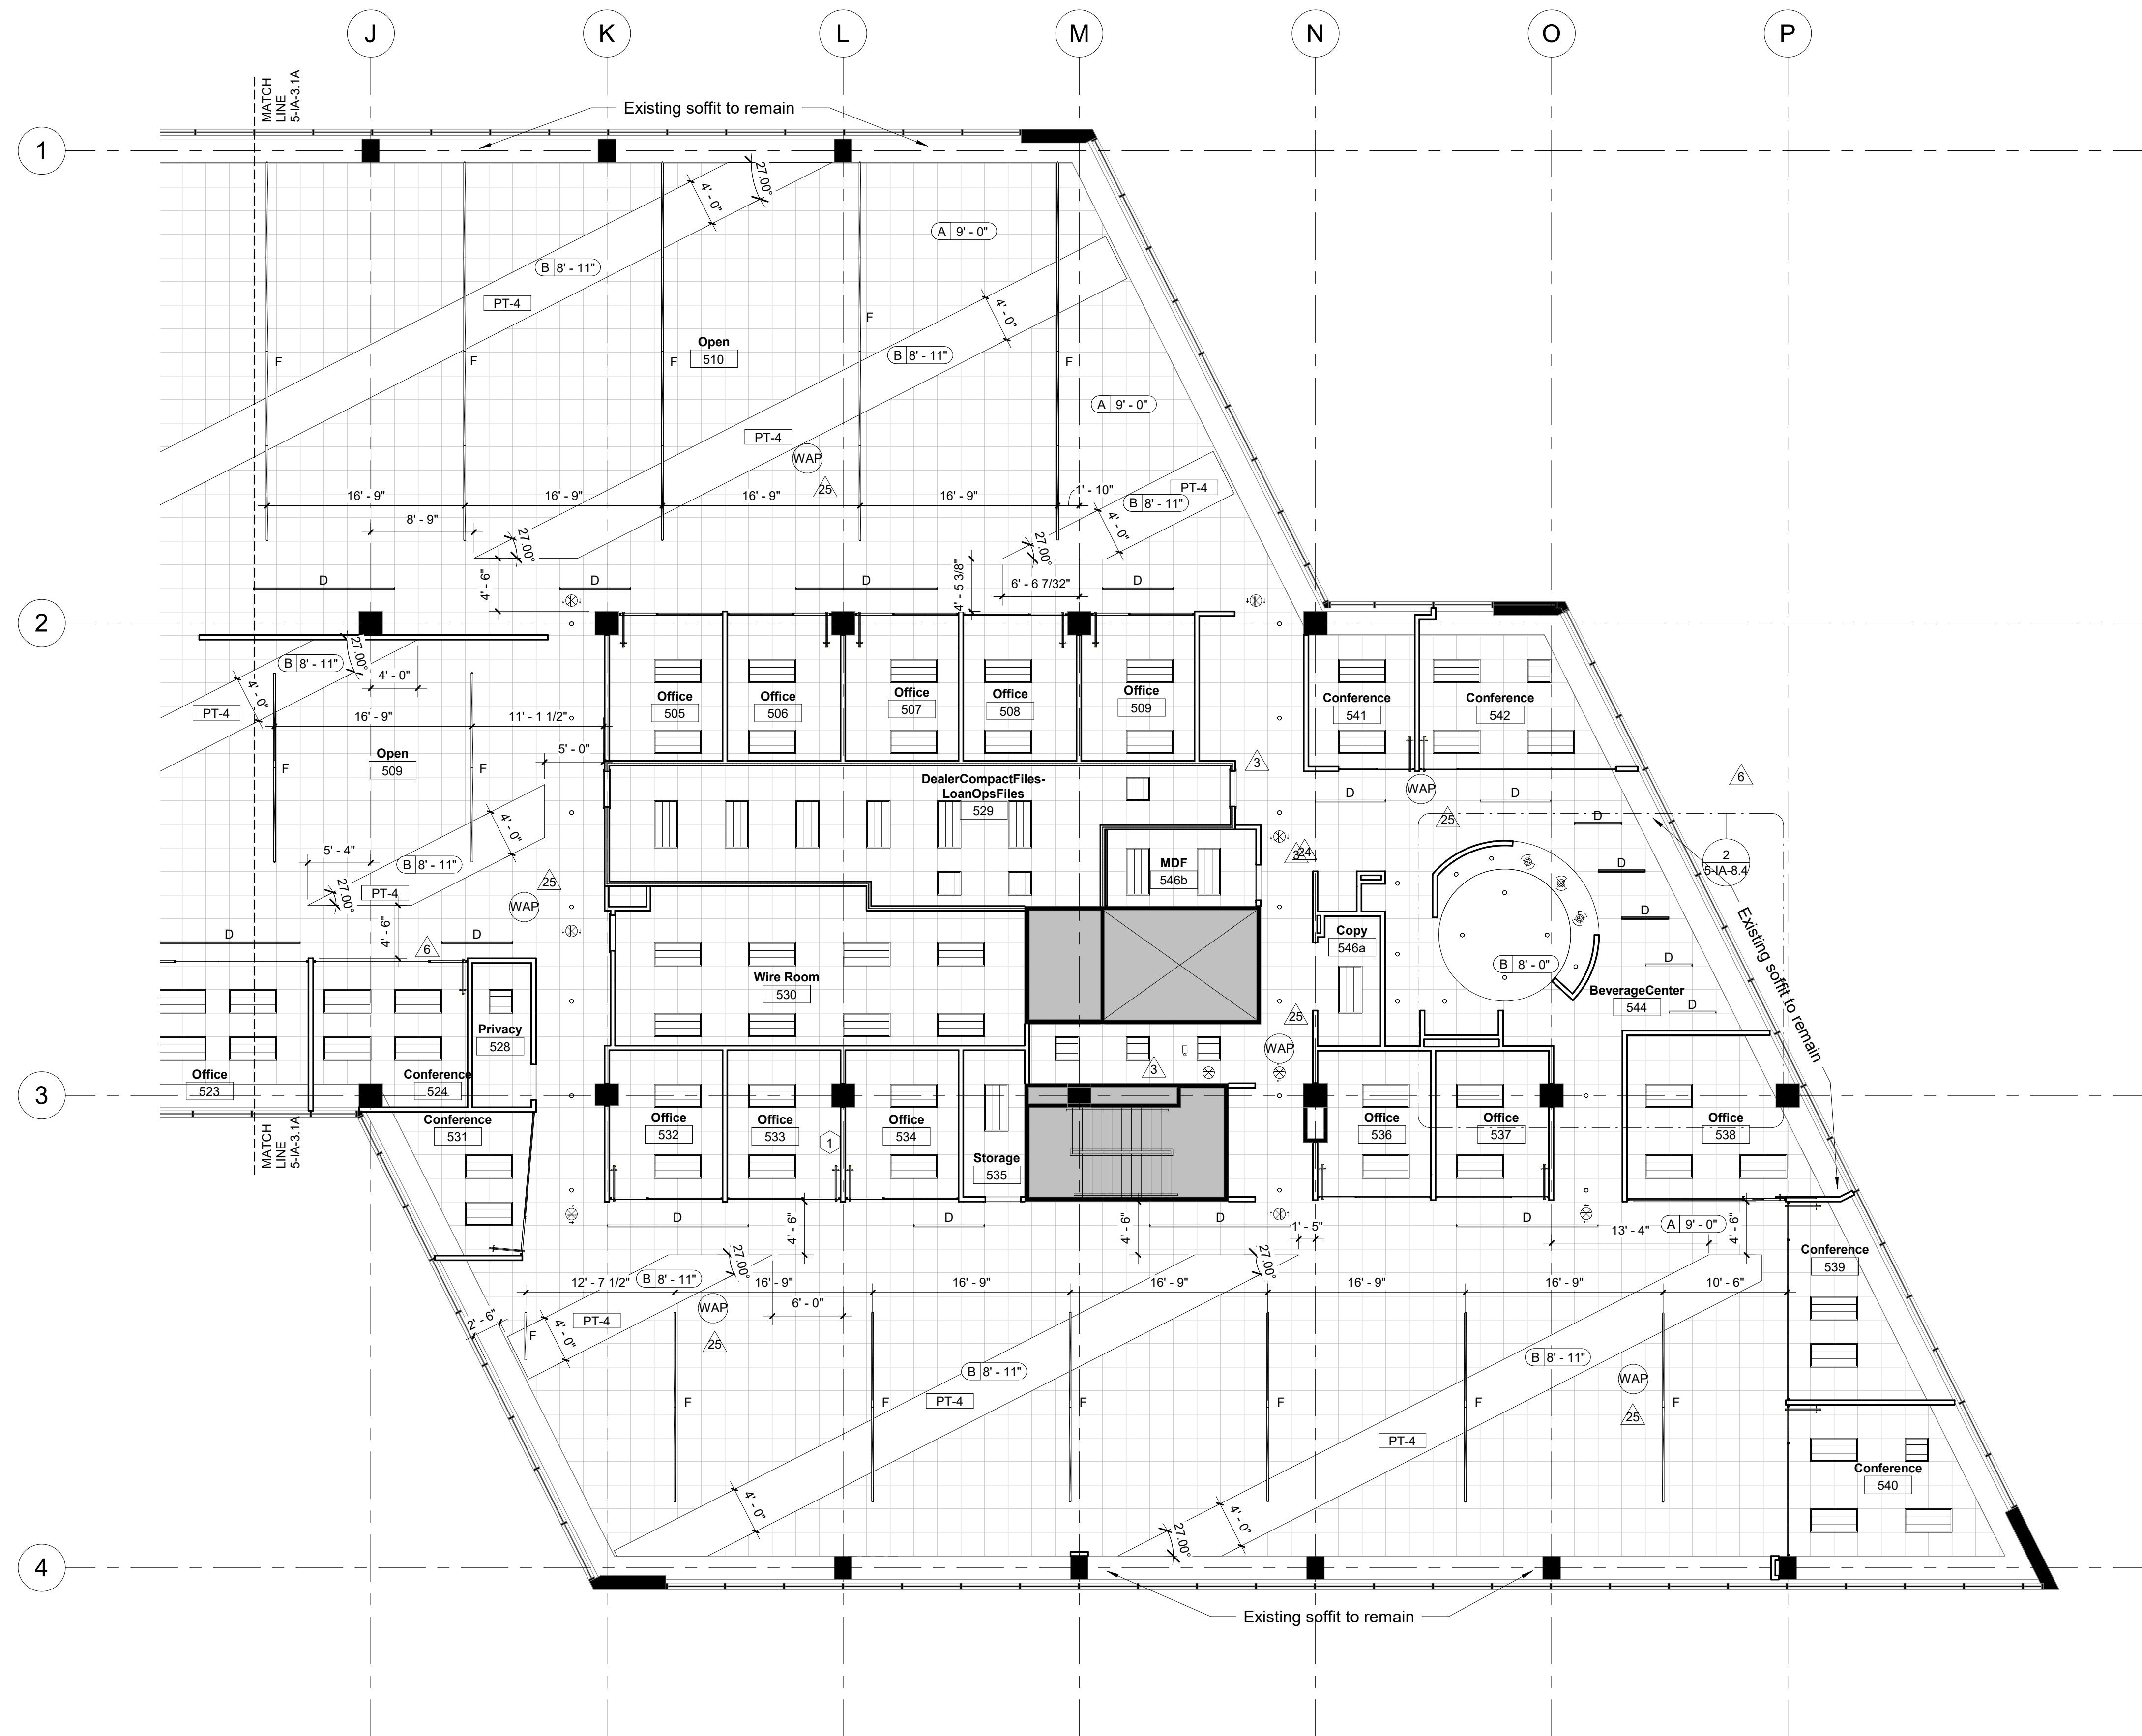 J
K
L
M
N
O
P
MATCH
LINE
5-IA-3.1A
Existing soffit to remain
1
27.00°
4' - 0"
A 9' - 0"
B 8' - 11"
PT-4
4' - 0"
F
Open
510
B 8' - 11"
F
F
F
F
A 9' - 0"
PT-4
WAP
25
PT-4
B 8' - 11"
16' - 9"
16' - 9"
16' - 9"
16' - 9"
1' - 10"
8' - 9"
4' - 0"
27.00°
27.00°
4' - 6"
4' - 5 3/8"
6' - 6 7/32"
D
D
D
D
2
27.00°
B 8' - 11"
4' - 0"
4' - 0"
PT-4
16' - 9"
11' - 1 1/2"
Office
505
Office
506
Office
507
Office
508
Office
509
Conference
541
Conference
542
Open
509
F
F
5' - 0"
3
6
DealerCompactFiles-
LoanOpsFiles
529
WAP
D
D
25
D
4' - 0"
5' - 4"
B 8' - 11"
27.00°
PT-4
25
WAP
MDF
546b
3
24
D
2
5-IA-8.4
4' - 6"
D
D
6
Copy
546a
D
Existing soffit to remain
B 8' - 0"
D
Wire Room
530
BeverageCenter
544
D
25
Privacy
528
WAP
3
Office
523
Conference
524
3
Conference
531
Office
532
Office
533
1
Office
534
Storage
535
Office
536
Office
537
Office
538
MATCH
LINE
5-IA-3.1A
D
4' - 6"
D
4' - 6"
D
1' - 5"
D
13' - 4"
A 9' - 0"
4' - 6"
Conference
539
27.00°
27.00°
12' - 7 1/2"
B 8' - 11"
16' - 9"
16' - 9"
16' - 9"
16' - 9"
16' - 9"
10' - 6"
2' - 6"
F
4' - 0"
PT-4
WAP
25
6' - 0"
B 8' - 11"
PT-4
B 8' - 11"
WAP
25
F
F
F
F
F
F
PT-4
Conference
540
4' - 0"
4' - 0"
27.00°
4
Existing soffit to remain